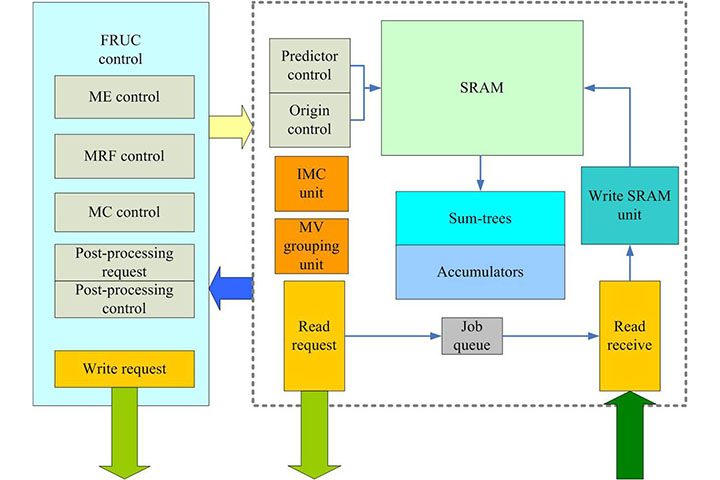 FRUC
control
ME control
MRF control
MC control
Post-processing
request
Post-processing
control
Write request
Predictor
control
Origin
control
IMC
unit
MV
grouping
unit
Read
request
SRAM
Sum-trees
Accumulators
Job
queue
Write SRAM
unit
Read
receive